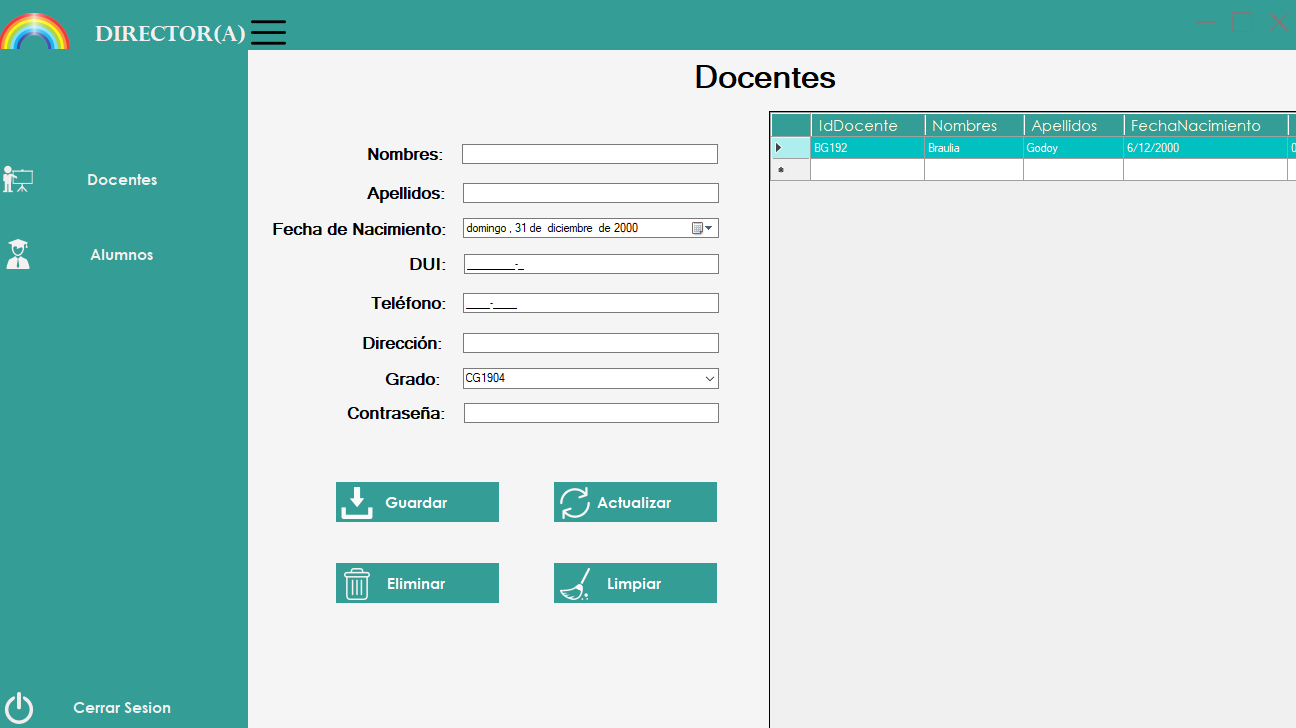 DIRECTOR(A)
Docentes
Alumnos
Cerrar Sesion
Docentes
Nombres:
Apellidos:
Fecha de Nacimiento: domingo , 31 de diciembre de 2000
DUI: ________-_
Teléfono: ____-____
Dirección:
Grado: CG1904
Contraseña:
Guardar
Actualizar
Eliminar
Limpiar
IdDocente Nombres Apellidos FechaNacimiento
BG192 Braulia Godoy 6/12/2000